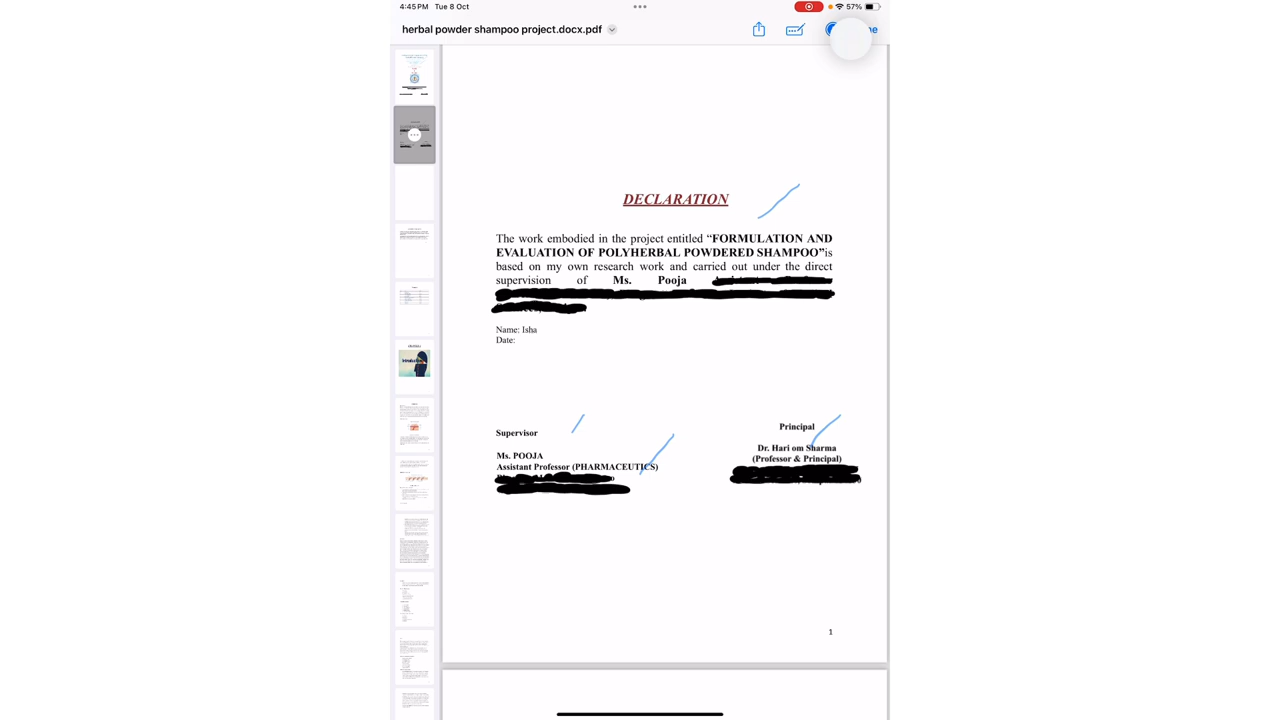 4:45 PM Tue 8 Oct
57%
herbal powder shampoo project.docx.pdf
DECLARATION
The work embodied in the project entitled “FORMULATION AND
EVALUATION OF POLYHERBAL POWDERED SHAMPOO”is
based on my own research work and carried out under the direct
supervision of Ms. Pooja
Name: Isha
Date:
Supervisor
Ms. POOJA
Assistant Professor (PHARMACEUTICS)
Principal
Dr. Hari om Sharma
(Professor & Principal)
1